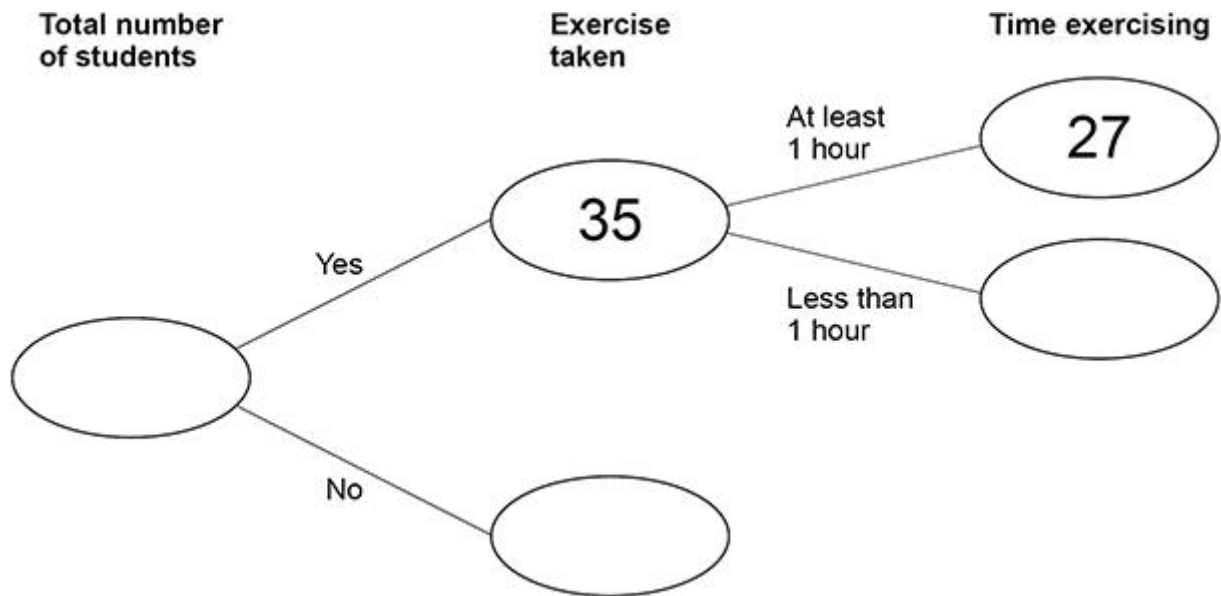 Total number
of students
Exercise
taken
Time exercising
At least
1 hour
27
35
Yes
Less than
1 hour
No